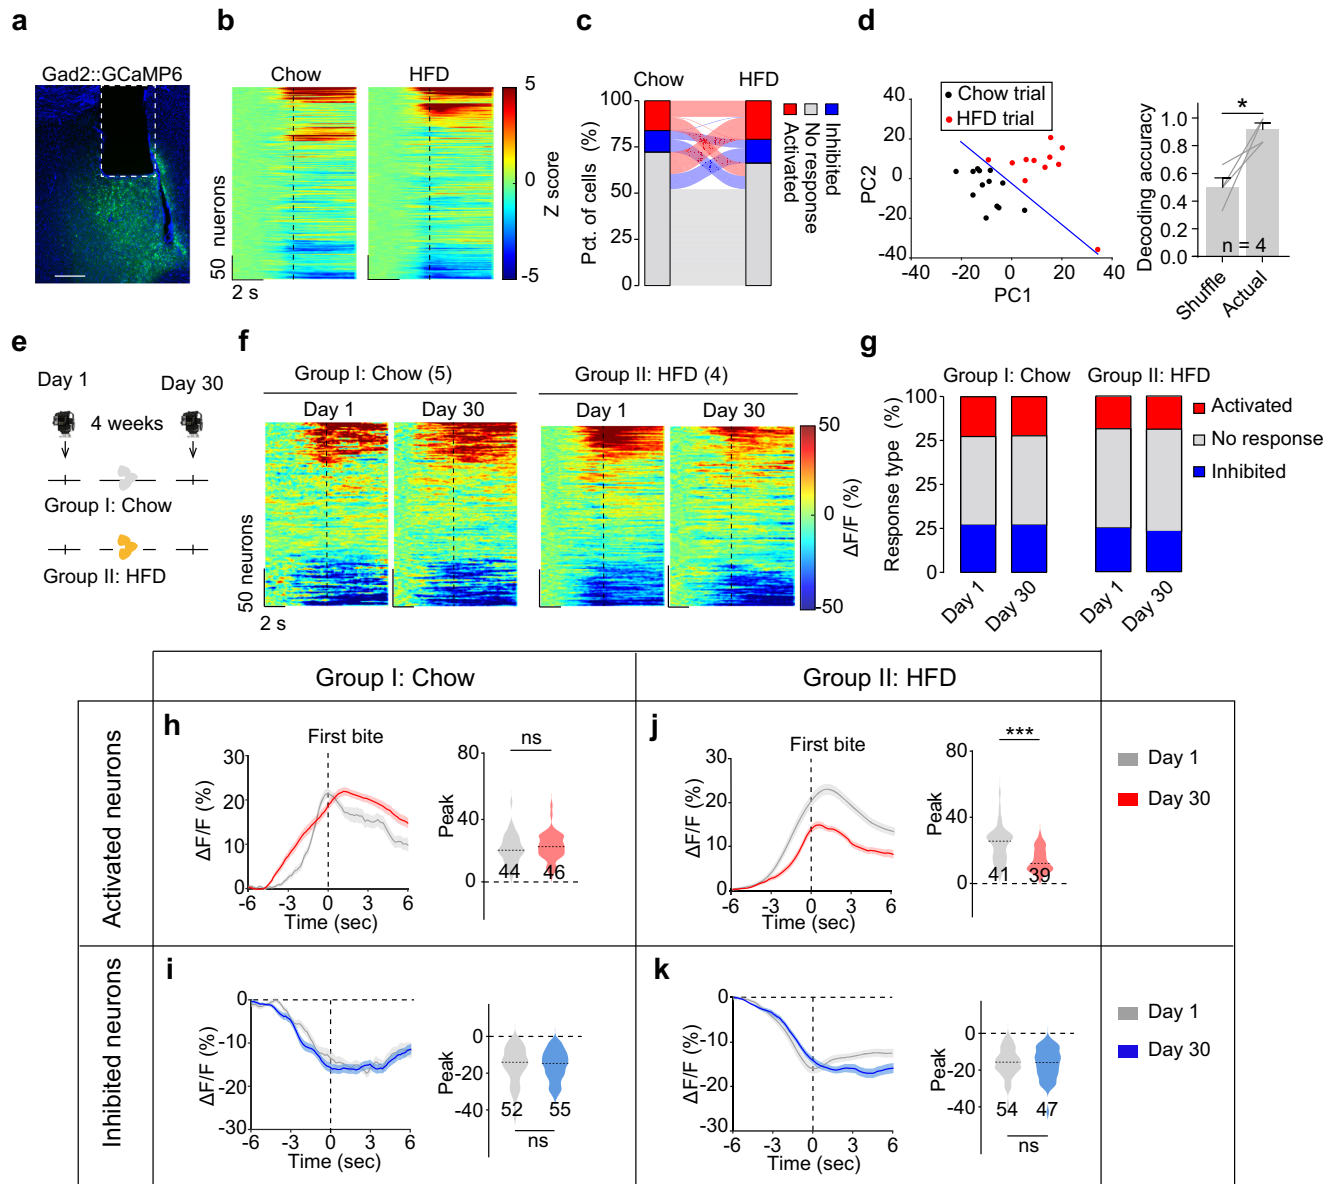 a
Gad2::GCaMP6
b
Chow
HFD
50 nuerons
2 s
5
-5
Z score
c
Chow
HFD
100
75
50
25
0
Pct. of cells (%)
Activated
No response
Inhibited
d
Chow trial
HFD trial
40
20
0
-20
-40
PC2
-40
-20
0
20
40
PC1
Decoding accuracy
1.0
0.8
0.6
0.4
0.2
0
*
n = 4
Shuffle
Actual
e
Day 1
Day 30
4 weeks
Group I: Chow
Group II: HFD
f
Group I: Chow (5)
Group II: HFD (4)
Day 1
Day 30
Day 1
Day 30
50 neurons
2 s
50
0
-50
ΔF/F (%)
g
Group I: Chow
Group II: HFD
100
25
25
25
0
Response type (%)
Day 1
Day 30
Day 1
Day 30
Activated
No response
Inhibited
Group I: Chow
Group II: HFD
Activated neurons
Inhibited neurons
h
First bite
30
20
10
0
ΔF/F (%)
-6
-3
0
3
6
Time (sec)
ns
80
40
0
Peak
44
46
j
First bite
30
20
10
0
ΔF/F (%)
-6
-3
0
3
6
Time (sec)
***
80
40
0
Peak
41
39
Day 1
Day 30
i
0
-10
-20
-30
ΔF/F (%)
-6
-3
0
3
6
Time (sec)
0
-20
-40
Peak
52
55
ns
k
0
-10
-20
-30
ΔF/F (%)
-6
-3
0
3
6
Time (sec)
0
-20
-40
Peak
54
47
ns
Day 1
Day 30